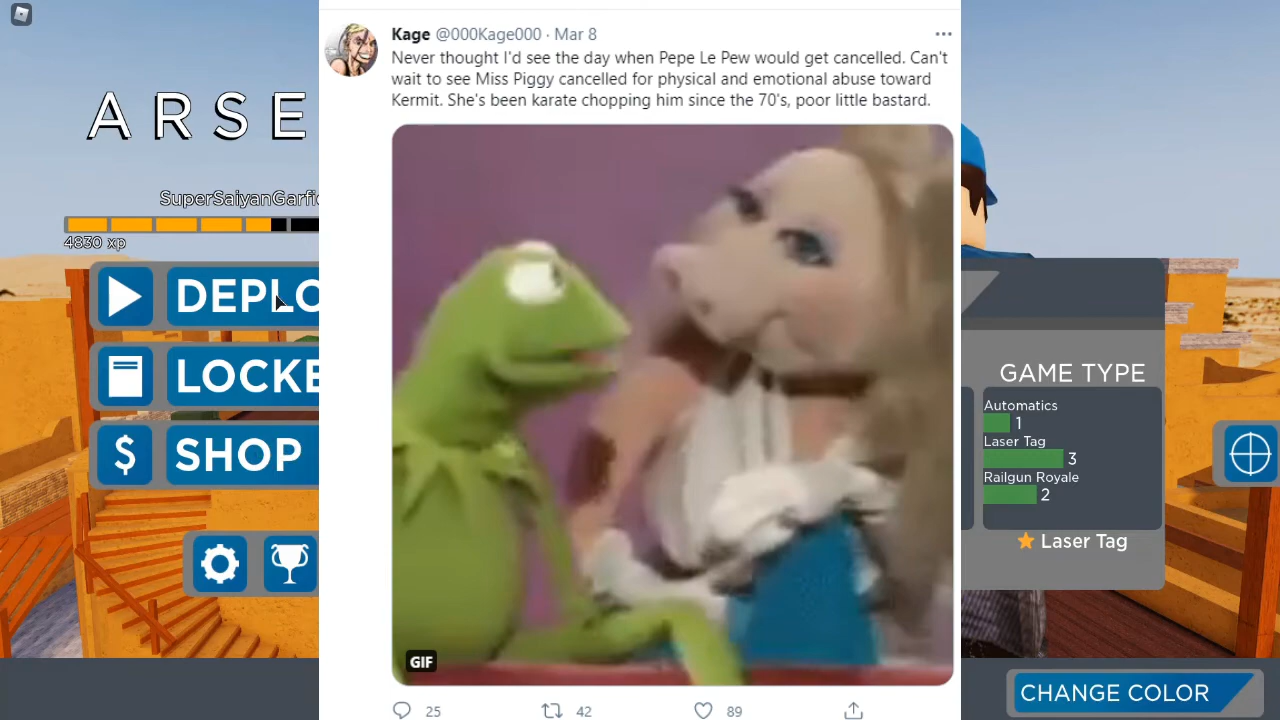 Kage @000Kage000 · Mar 8
Never thought I'd see the day when Pepe Le Pew would get cancelled. Can't
wait to see Miss Piggy cancelled for physical and emotional abuse toward
Kermit. She's been karate chopping him since the 70's, poor little bastard.
GIF
25 42 89
ARSE
SuperSaiyanGarfi
4830 xp
DEPLO
LOCKE
$ SHOP
GAME TYPE
Automatics
1
Laser Tag
3
Railgun Royale
2
Laser Tag
CHANGE COLOR